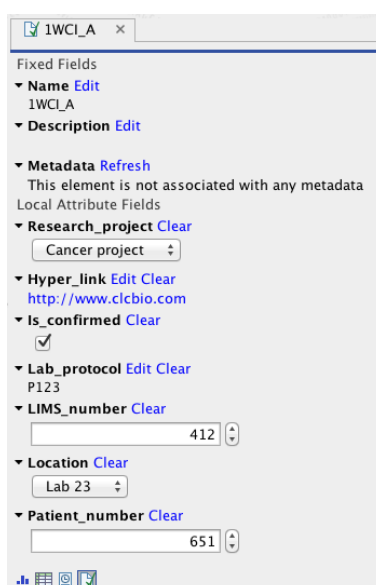 1WCI_A ×
Fixed Fields
Name Edit
1WCI_A
Description Edit
Metadata Refresh
This element is not associated with any metadata
Local Attribute Fields
Research_project Clear
Cancer project
Hyper_link Edit Clear
http://www.clcbio.com
Is_confirmed Clear
Lab_protocol Edit Clear
P123
LIMS_number Clear
412
Location Clear
Lab 23
Patient_number Clear
651